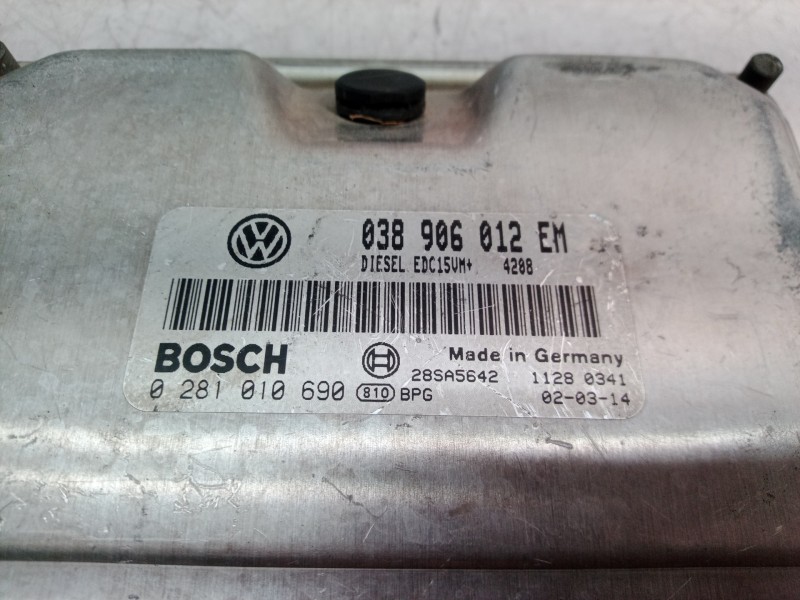 038 906 012 EM
DIESEL EDC15VM+ 4208
BOSCH
Made in Germany
28SA5642 1128 0341
0 281 010 690 810 BPG 02-03-14